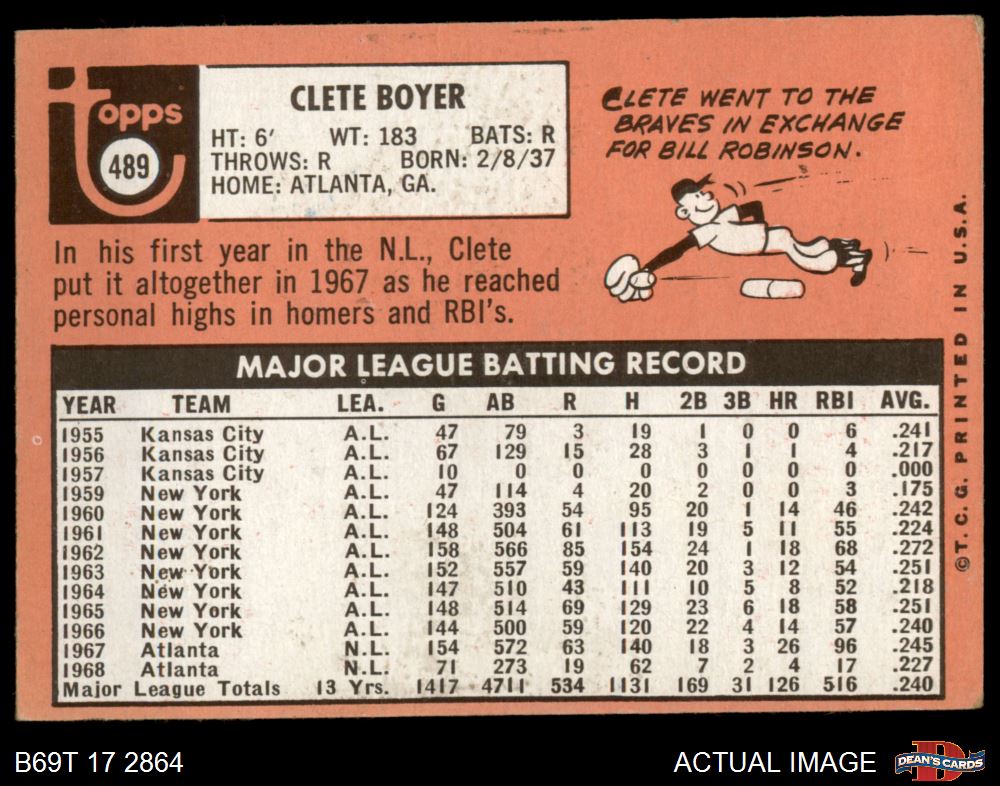 topps
489
CLETE BOYER
HT: 6' WT: 183 BATS: R
THROWS: R BORN: 2/8/37
HOME: ATLANTA, GA.
CLETE WENT TO THE
BRAVES IN EXCHANGE
FOR BILL ROBINSON.
In his first year in the N.L., Clete
put it altogether in 1967 as he reached
personal highs in homers and RBI's.
MAJOR LEAGUE BATTING RECORD
YEAR TEAM LEA. G AB R H 2B 3B HR RBI AVG.
1955 Kansas City A.L. 47 79 3 19 1 0 0 6 .241
1956 Kansas City A.L. 67 129 15 28 3 1 1 4 .217
1957 Kansas City A.L. 10 0 0 0 0 0 0 0 .000
1959 New York A.L. 47 114 4 20 2 0 0 3 .175
1960 New York A.L. 124 393 54 95 20 1 14 46 .242
1961 New York A.L. 148 504 61 113 19 5 11 55 .224
1962 New York A.L. 158 566 85 154 24 1 18 68 .272
1963 New York A.L. 152 557 59 140 20 3 12 54 .251
1964 New York A.L. 147 510 43 111 10 5 8 52 .218
1965 New York A.L. 148 514 69 129 23 6 18 58 .251
1966 New York A.L. 144 500 59 120 22 4 14 57 .240
1967 Atlanta N.L. 154 572 63 140 18 3 26 96 .245
1968 Atlanta N.L. 71 273 19 62 7 2 4 17 .227
Major League Totals 13 Yrs. 1417 4711 534 1131 169 31 126 516 .240
©T.C.G. PRINTED IN U.S.A.
B69T 17 2864
ACTUAL IMAGE
DEAN'S CARDS